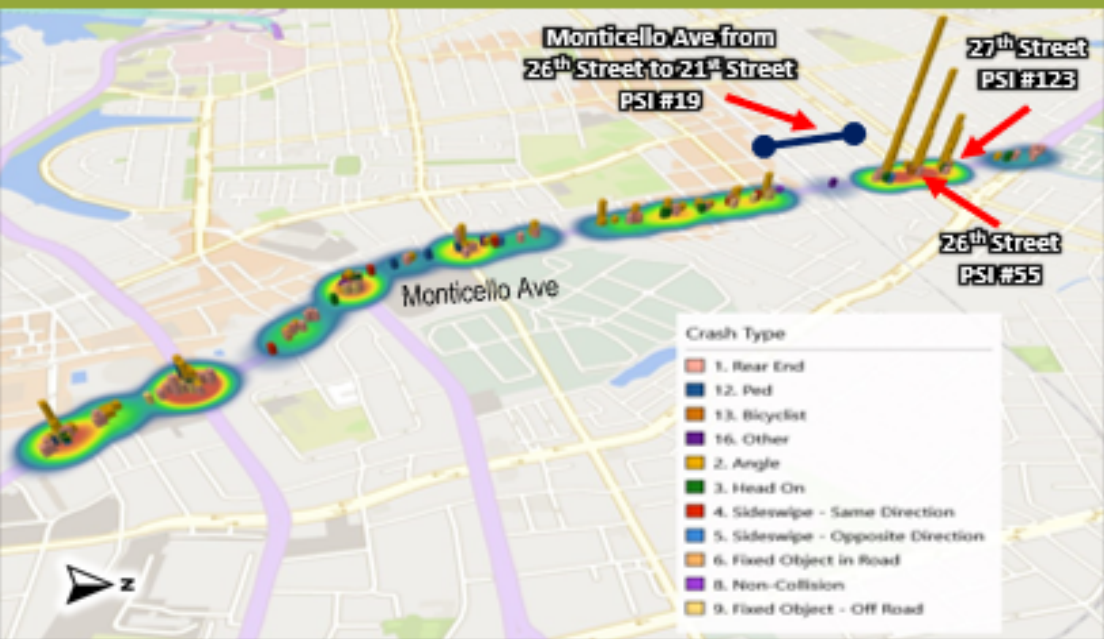 Monticello Ave from
26th Street to 21st Street
PSI #19
27th Street
PSI #123
26th Street
PSI #55
Monticello Ave
Crash Type
1. Rear End
12. Ped
13. Bicyclist
16. Other
2. Angle
3. Head On
4. Sideswipe - Same Direction
5. Sideswipe - Opposite Direction
6. Fixed Object in Road
8. Non-Collision
9. Fixed Object - Off Road
Z